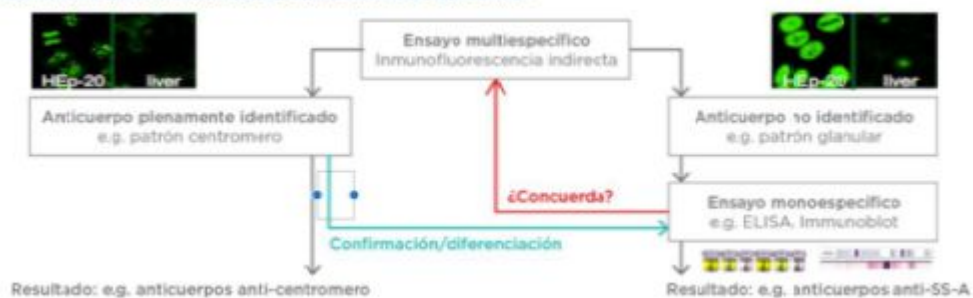 Ensayo multiespecífico
Inmunofluorescencia indirecta
HEp-20
liver
HEp-20
liver
Anticuerpo plenamente identificado
e.g. patrón centromero
Anticuerpo no identificado
e.g. patrón glanular
¿Concuerda?
Ensayo monoespecífico
e.g. ELISA, Immunoblot
Confirmación/diferenciación
Resultado: e.g. anticuerpos anti-centromero
Resultado: e.g. anticuerpos anti-SS-A